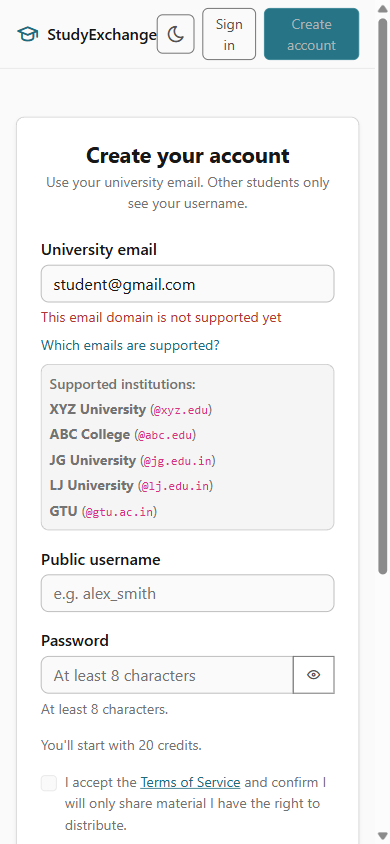 StudyExchange
Sign
in
Create
account
Create your account
Use your university email. Other students only
see your username.
University email
student@gmail.com
This email domain is not supported yet
Which emails are supported?
Supported institutions:
XYZ University (@xyz.edu)
ABC College (@abc.edu)
JG University (@jg.edu.in)
LJ University (@lj.edu.in)
GTU (@gtu.ac.in)
Public username
e.g. alex_smith
Password
At least 8 characters
At least 8 characters.
You'll start with 20 credits.
I accept the Terms of Service and confirm I
will only share material I have the right to
distribute.